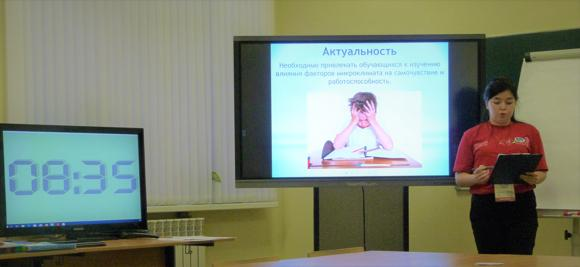 Актуальность
Необходимо привлекать обучающихся к изучению
влияния факторов микроклимата на самочувствие и
работоспособность.
08:35